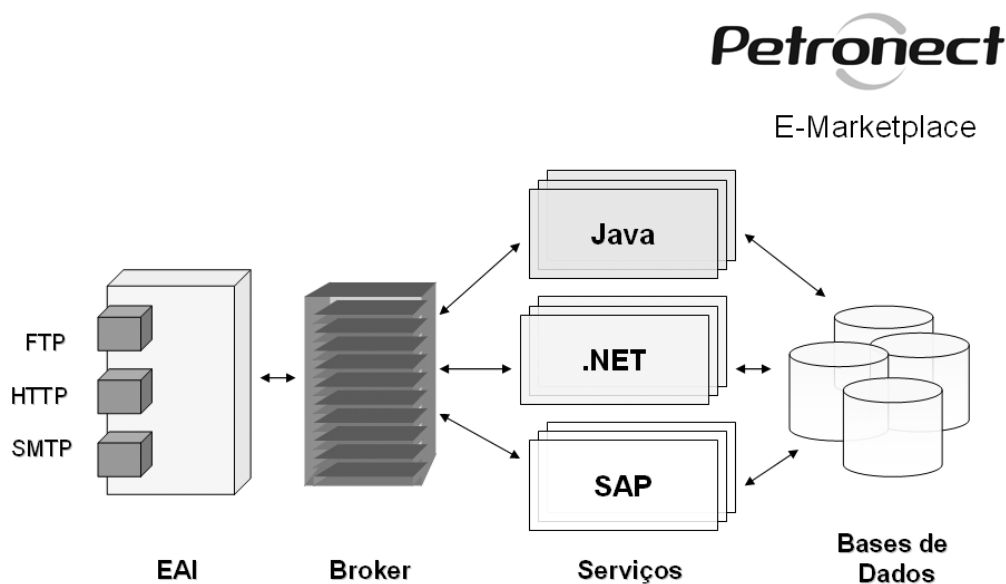 Petronect
E-Marketplace
Java
.NET
SAP
FTP
HTTP
SMTP
EAI
Broker
Serviços
Bases de
Dados